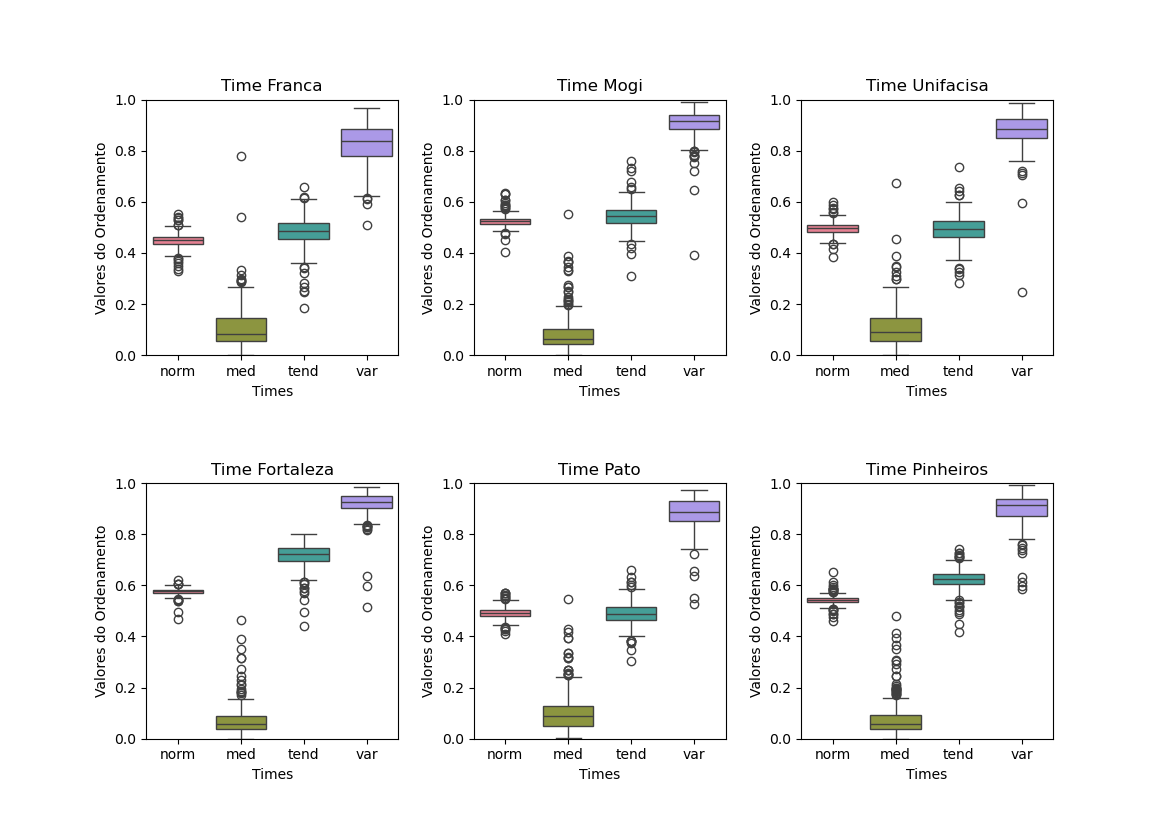 Time Franca
Valores do Ordenamento
1.0
0.8
0.6
0.4
0.2
0.0
norm med tend var
Times
Time Mogi
Valores do Ordenamento
1.0
0.8
0.6
0.4
0.2
0.0
norm med tend var
Times
Time Unifacisa
Valores do Ordenamento
1.0
0.8
0.6
0.4
0.2
0.0
norm med tend var
Times
Time Fortaleza
Valores do Ordenamento
1.0
0.8
0.6
0.4
0.2
0.0
norm med tend var
Times
Time Pato
Valores do Ordenamento
1.0
0.8
0.6
0.4
0.2
0.0
norm med tend var
Times
Time Pinheiros
Valores do Ordenamento
1.0
0.8
0.6
0.4
0.2
0.0
norm med tend var
Times